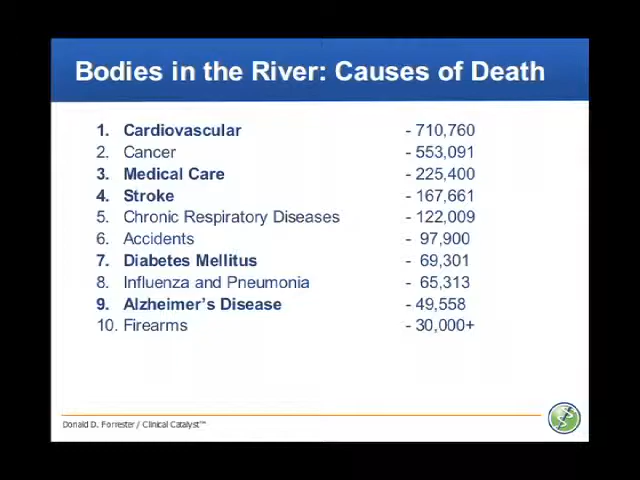 Bodies in the River: Causes of Death
1. Cardiovascular - 710,760
2. Cancer - 553,091
3. Medical Care - 225,400
4. Stroke - 167,661
5. Chronic Respiratory Diseases - 122,009
6. Accidents - 97,900
7. Diabetes Mellitus - 69,301
8. Influenza and Pneumonia - 65,313
9. Alzheimer's Disease - 49,558
10. Firearms - 30,000+
Donald D. Forrester / Clinical Catalyst™